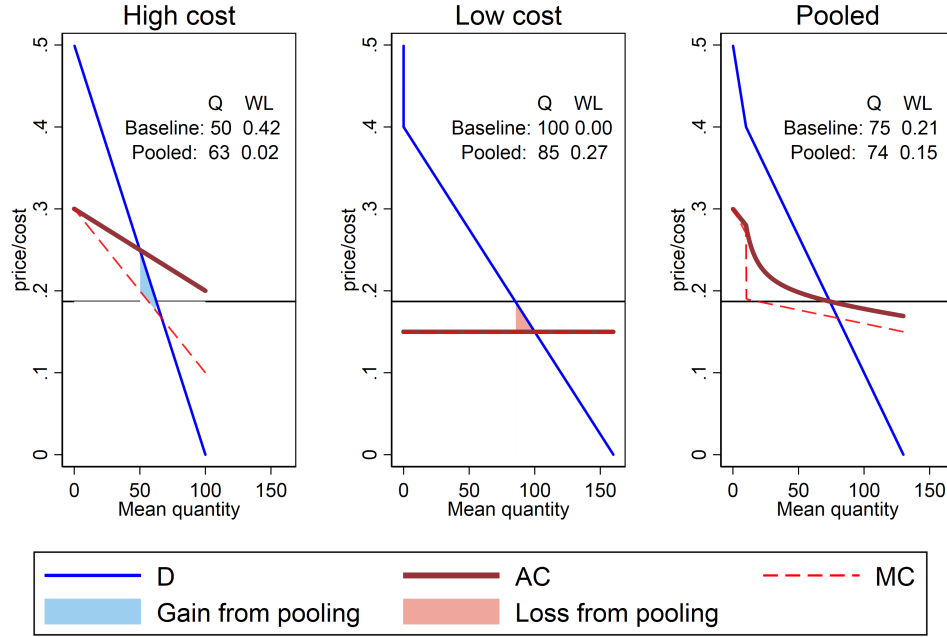 High cost
Low cost
Pooled
price/cost
0
.1
.2
.3
.4
.5
Q WL
Baseline: 50 0.42
Pooled: 63 0.02
0 50 100 150
Mean quantity
price/cost
0
.1
.2
.3
.4
.5
Q WL
Baseline: 100 0.00
Pooled: 85 0.27
0 50 100 150
Mean quantity
price/cost
0
.1
.2
.3
.4
.5
Q WL
Baseline: 75 0.21
Pooled: 74 0.15
0 50 100 150
Mean quantity
D
AC
MC
Gain from pooling
Loss from pooling